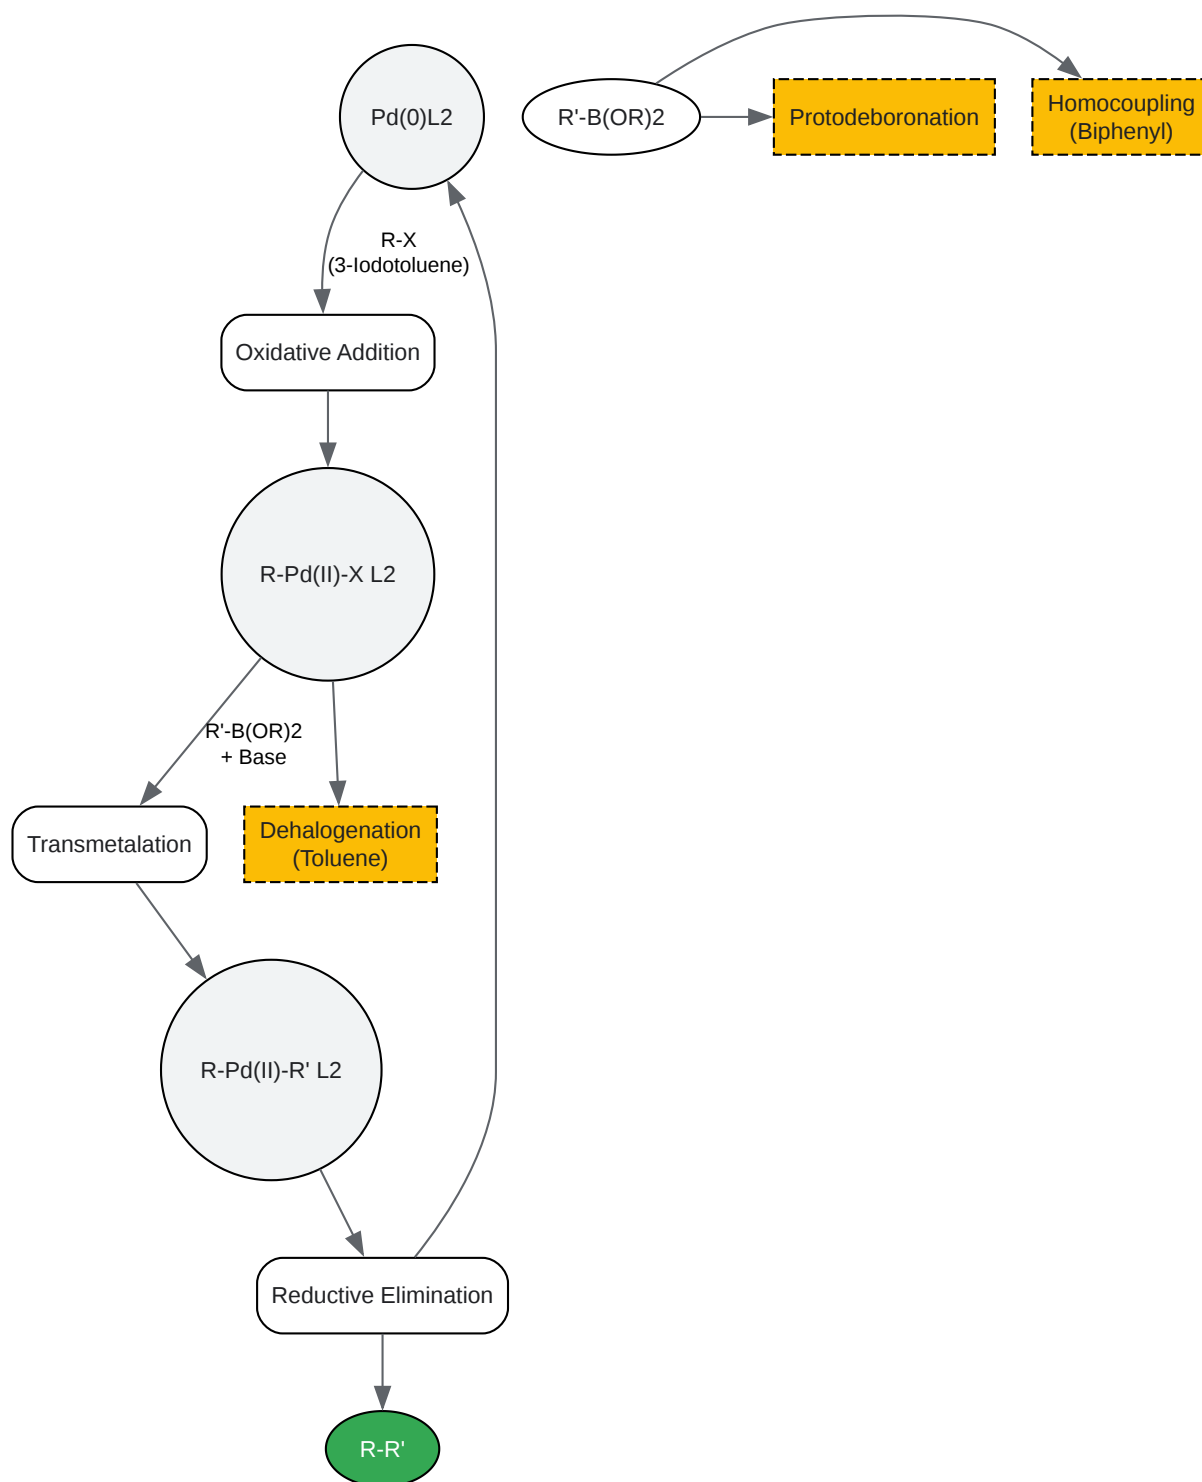 Pd(0)L2
R'-B(OR)2
Protodeboronation
Homocoupling
(Biphenyl)
R-X
(3-Iodotoluene)
Oxidative Addition
R-Pd(II)-X L2
R'-B(OR)2
+ Base
Transmetalation
Dehalogenation
(Toluene)
R-Pd(II)-R' L2
Reductive Elimination
R-R'